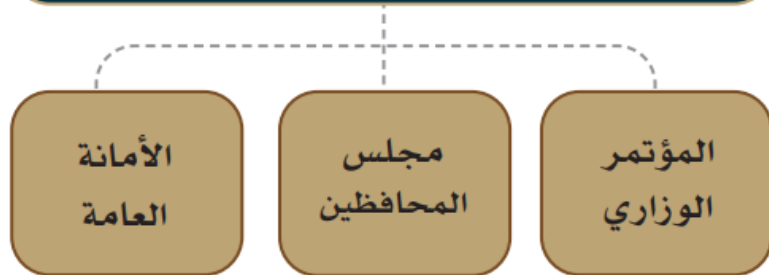 المؤتمر
الوزاري
مجلس
المحافظين
الأمانة
العامة